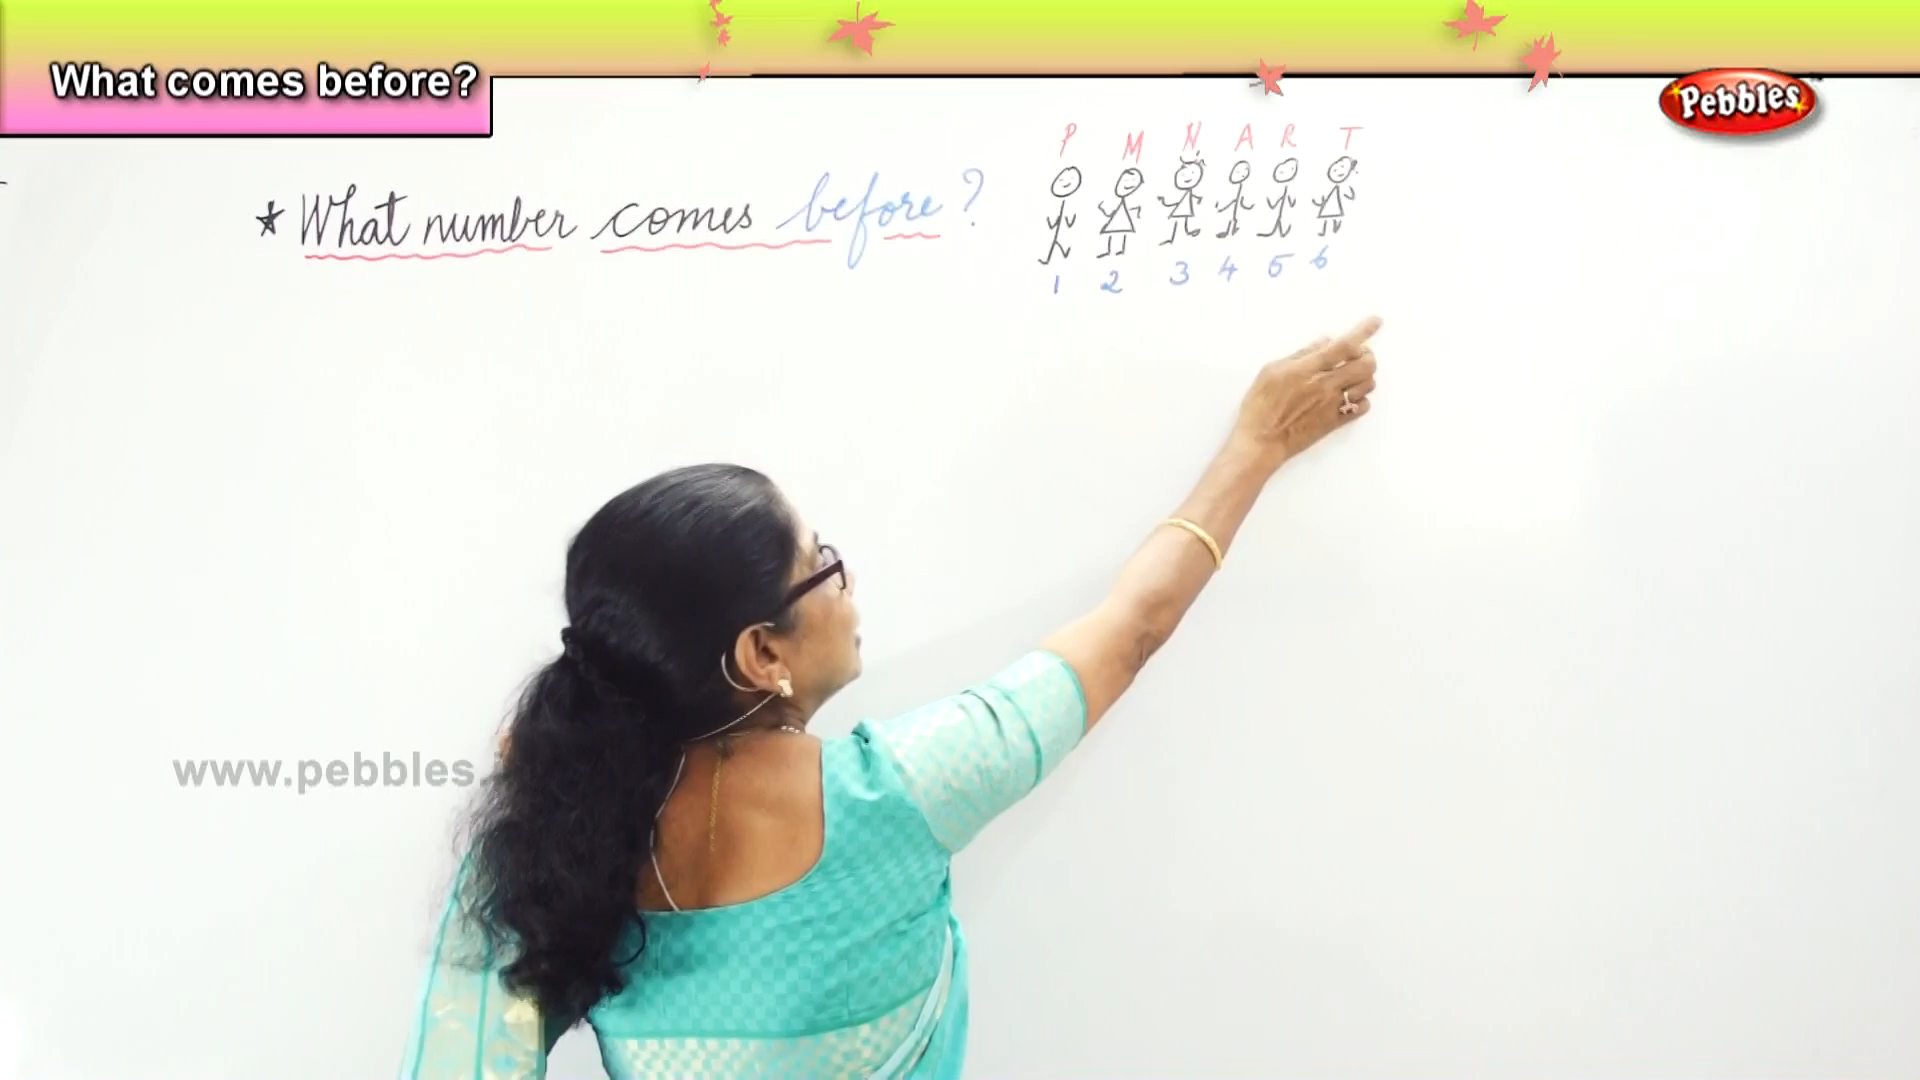 What comes before?
Pebbles
P M N A R T
★ What number comes before?
1 2 3 4 5 6
www.pebbles.